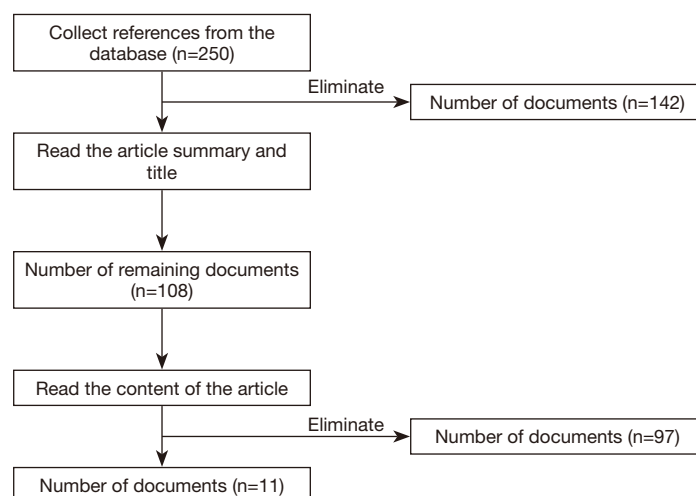 Collect references from the
database (n=250)
Eliminate
Number of documents (n=142)
Read the article summary and
title
Number of remaining documents
(n=108)
Read the content of the article
Eliminate
Number of documents (n=97)
Number of documents (n=11)